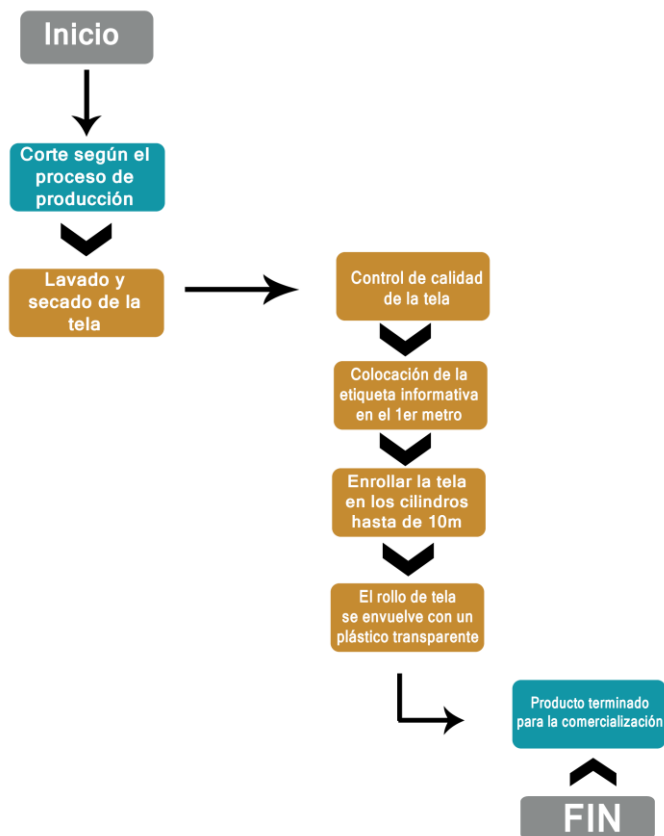 Inicio
Corte según el
proceso de
producción
Lavado y
secado de la
tela
Control de calidad
de la tela
Colocación de la
etiqueta informativa
en el 1er metro
Enrollar la tela
en los cilindros
hasta de 10m
El rollo de tela
se envuelve con un
plástico transparente
Producto terminado
para la comercialización
FIN